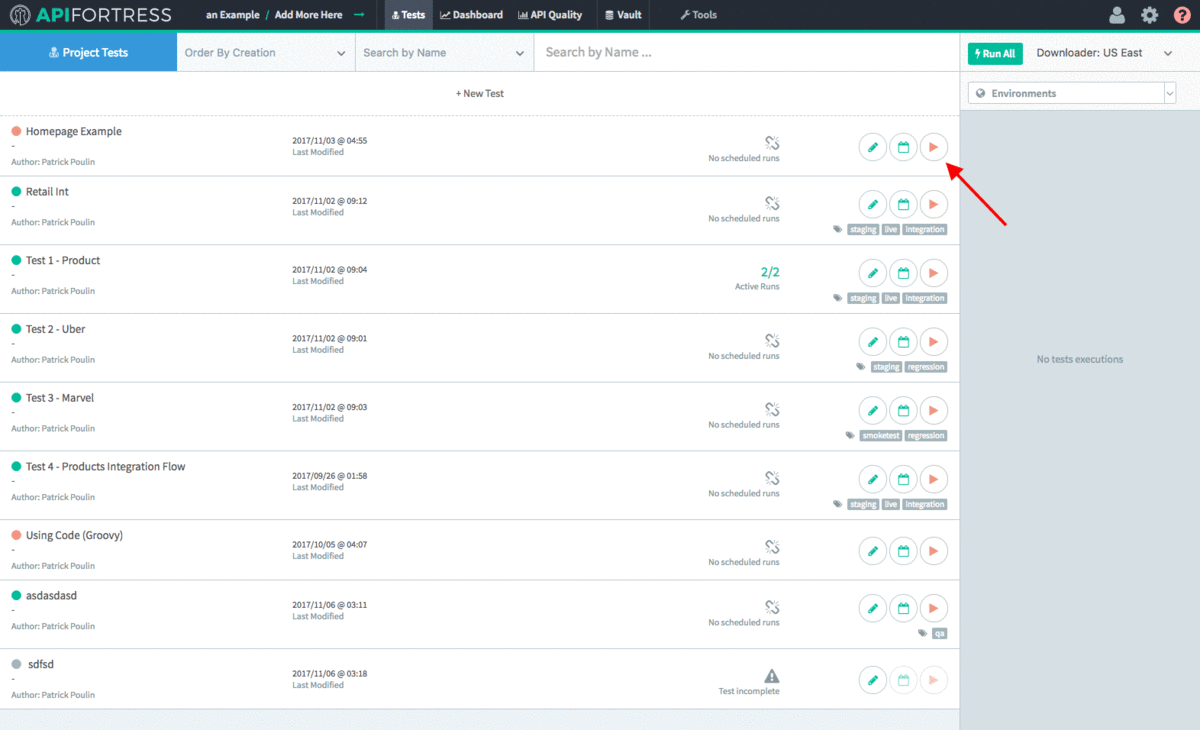 APIFORTRESS an Example / Add More Here Tests Dashboard API Quality Vault Tools ?
Project Tests Order By Creation Search by Name Search by Name ... Run All Downloader: US East
+ New Test Environments
Homepage Example
-
Author: Patrick Poulin
2017/11/03 @ 04:55
Last Modified
No scheduled runs
Retail Int
-
Author: Patrick Poulin
2017/11/02 @ 09:12
Last Modified
No scheduled runs
staging live integration
Test 1 - Product
-
Author: Patrick Poulin
2017/11/02 @ 09:04
Last Modified
2/2
Active Runs
staging live integration
Test 2 - Uber
-
Author: Patrick Poulin
2017/11/02 @ 09:01
Last Modified
No scheduled runs
staging regression
No tests executions
Test 3 - Marvel
-
Author: Patrick Poulin
2017/11/02 @ 09:03
Last Modified
No scheduled runs
smoketest regression
Test 4 - Products Integration Flow
-
Author: Patrick Poulin
2017/09/26 @ 01:58
Last Modified
No scheduled runs
staging live integration
Using Code (Groovy)
-
Author: Patrick Poulin
2017/10/05 @ 04:07
Last Modified
No scheduled runs
asdasdasd
-
Author: Patrick Poulin
2017/11/06 @ 03:11
Last Modified
No scheduled runs
qa
sdfsd
-
Author: Patrick Poulin
2017/11/06 @ 03:18
Last Modified
Test incomplete